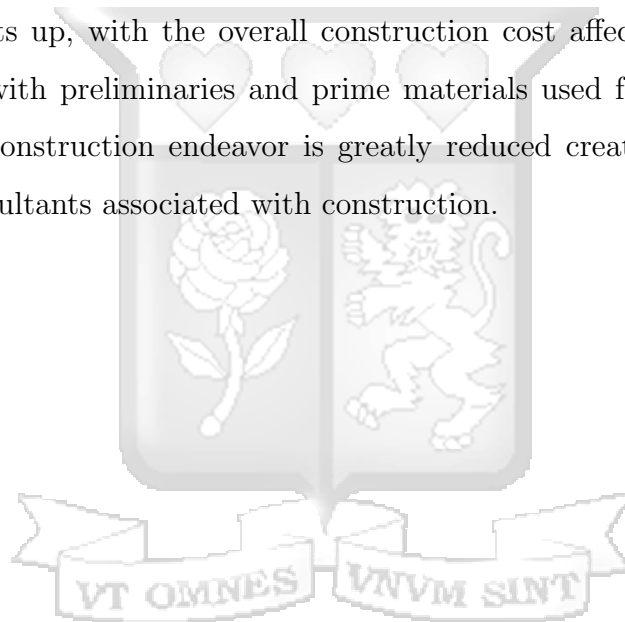 ts up, with the overall construction cost affec
with preliminaries and prime materials used f
onstruction endeavor is greatly reduced creat
ultants associated with construction.
VT OMNES VNVM SINT